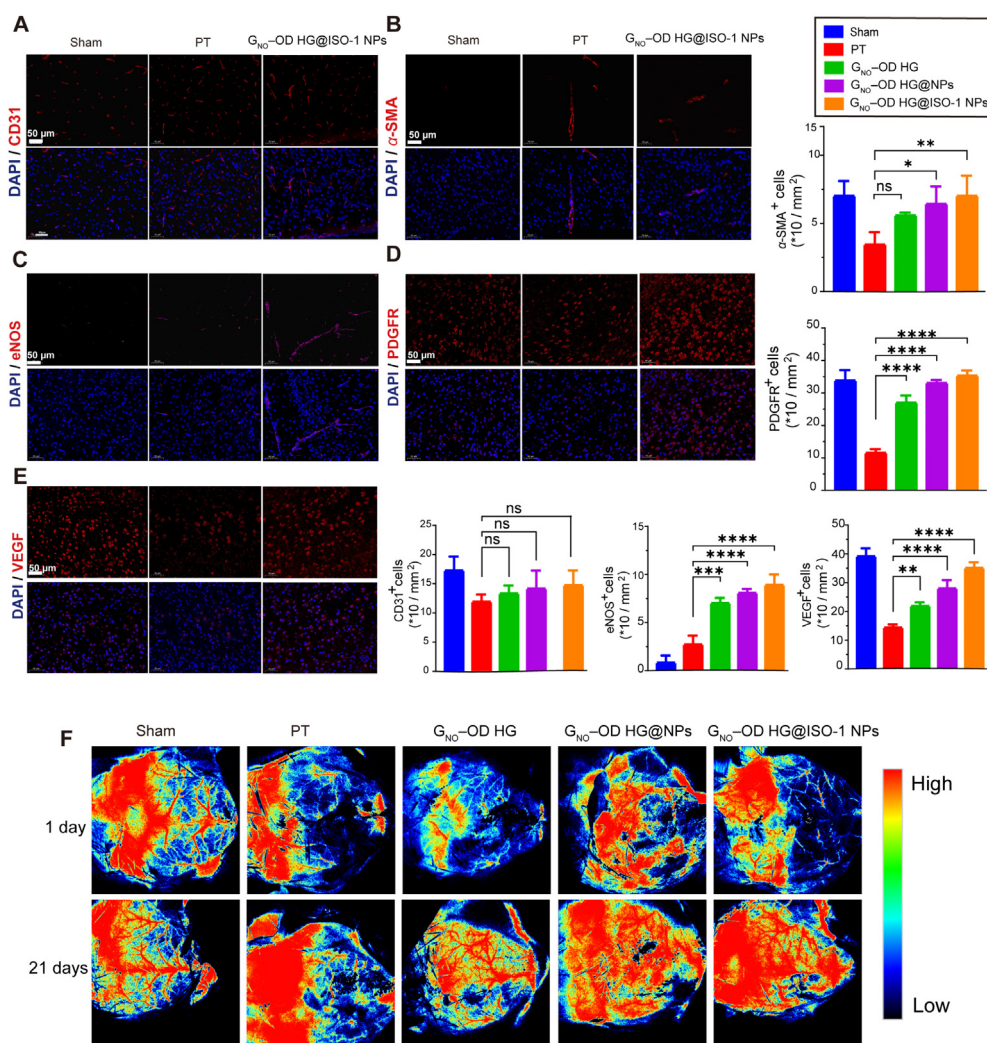 A
Sham
PT
G_NO–OD HG@ISO-1 NPs
DAPI / CD31
50 μm
B
Sham
PT
G_NO–OD HG@ISO-1 NPs
DAPI / α-SMA
50 μm
Sham
PT
G_NO–OD HG
G_NO–OD HG@NPs
G_NO–OD HG@ISO-1 NPs
α-SMA⁺ cells
(*10 / mm²)
15
10
5
0
ns
*
**
C
DAPI / eNOS
50 μm
D
DAPI / PDGFR
50 μm
PDGFR⁺ cells
(*10 / mm²)
50
40
30
20
10
0
****
****
****
E
DAPI / VEGF
50 μm
CD31⁺ cells
(*10 / mm²)
25
20
15
10
5
0
ns
ns
ns
eNOS⁺ cells
(*10 / mm²)
15
10
5
0
***
****
****
VEGF⁺ cells
(*10 / mm²)
50
40
30
20
10
0
**
****
****
F
Sham
PT
G_NO–OD HG
G_NO–OD HG@NPs
G_NO–OD HG@ISO-1 NPs
1 day
21 days
High
Low